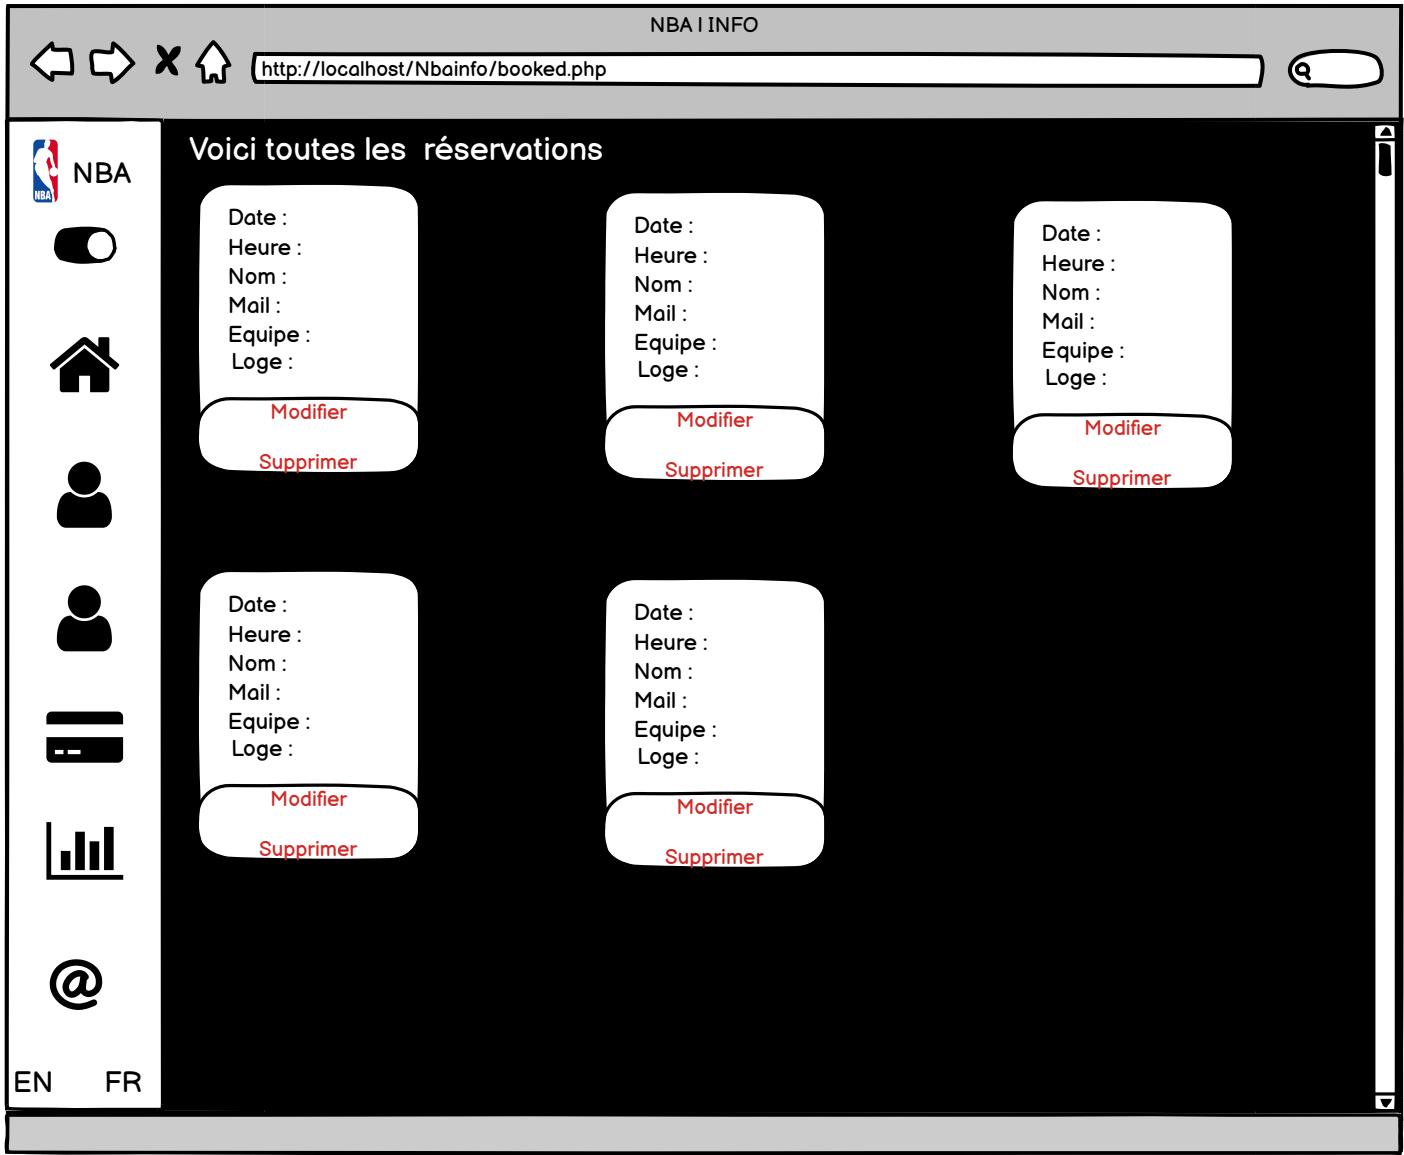 NBA | INFO
http://localhost/Nbainfo/booked.php
NBA
NBA
EN FR
Voici toutes les réservations
Date :
Heure :
Nom :
Mail :
Equipe :
Loge :
Modifier
Supprimer
Date :
Heure :
Nom :
Mail :
Equipe :
Loge :
Modifier
Supprimer
Date :
Heure :
Nom :
Mail :
Equipe :
Loge :
Modifier
Supprimer
Date :
Heure :
Nom :
Mail :
Equipe :
Loge :
Modifier
Supprimer
Date :
Heure :
Nom :
Mail :
Equipe :
Loge :
Modifier
Supprimer